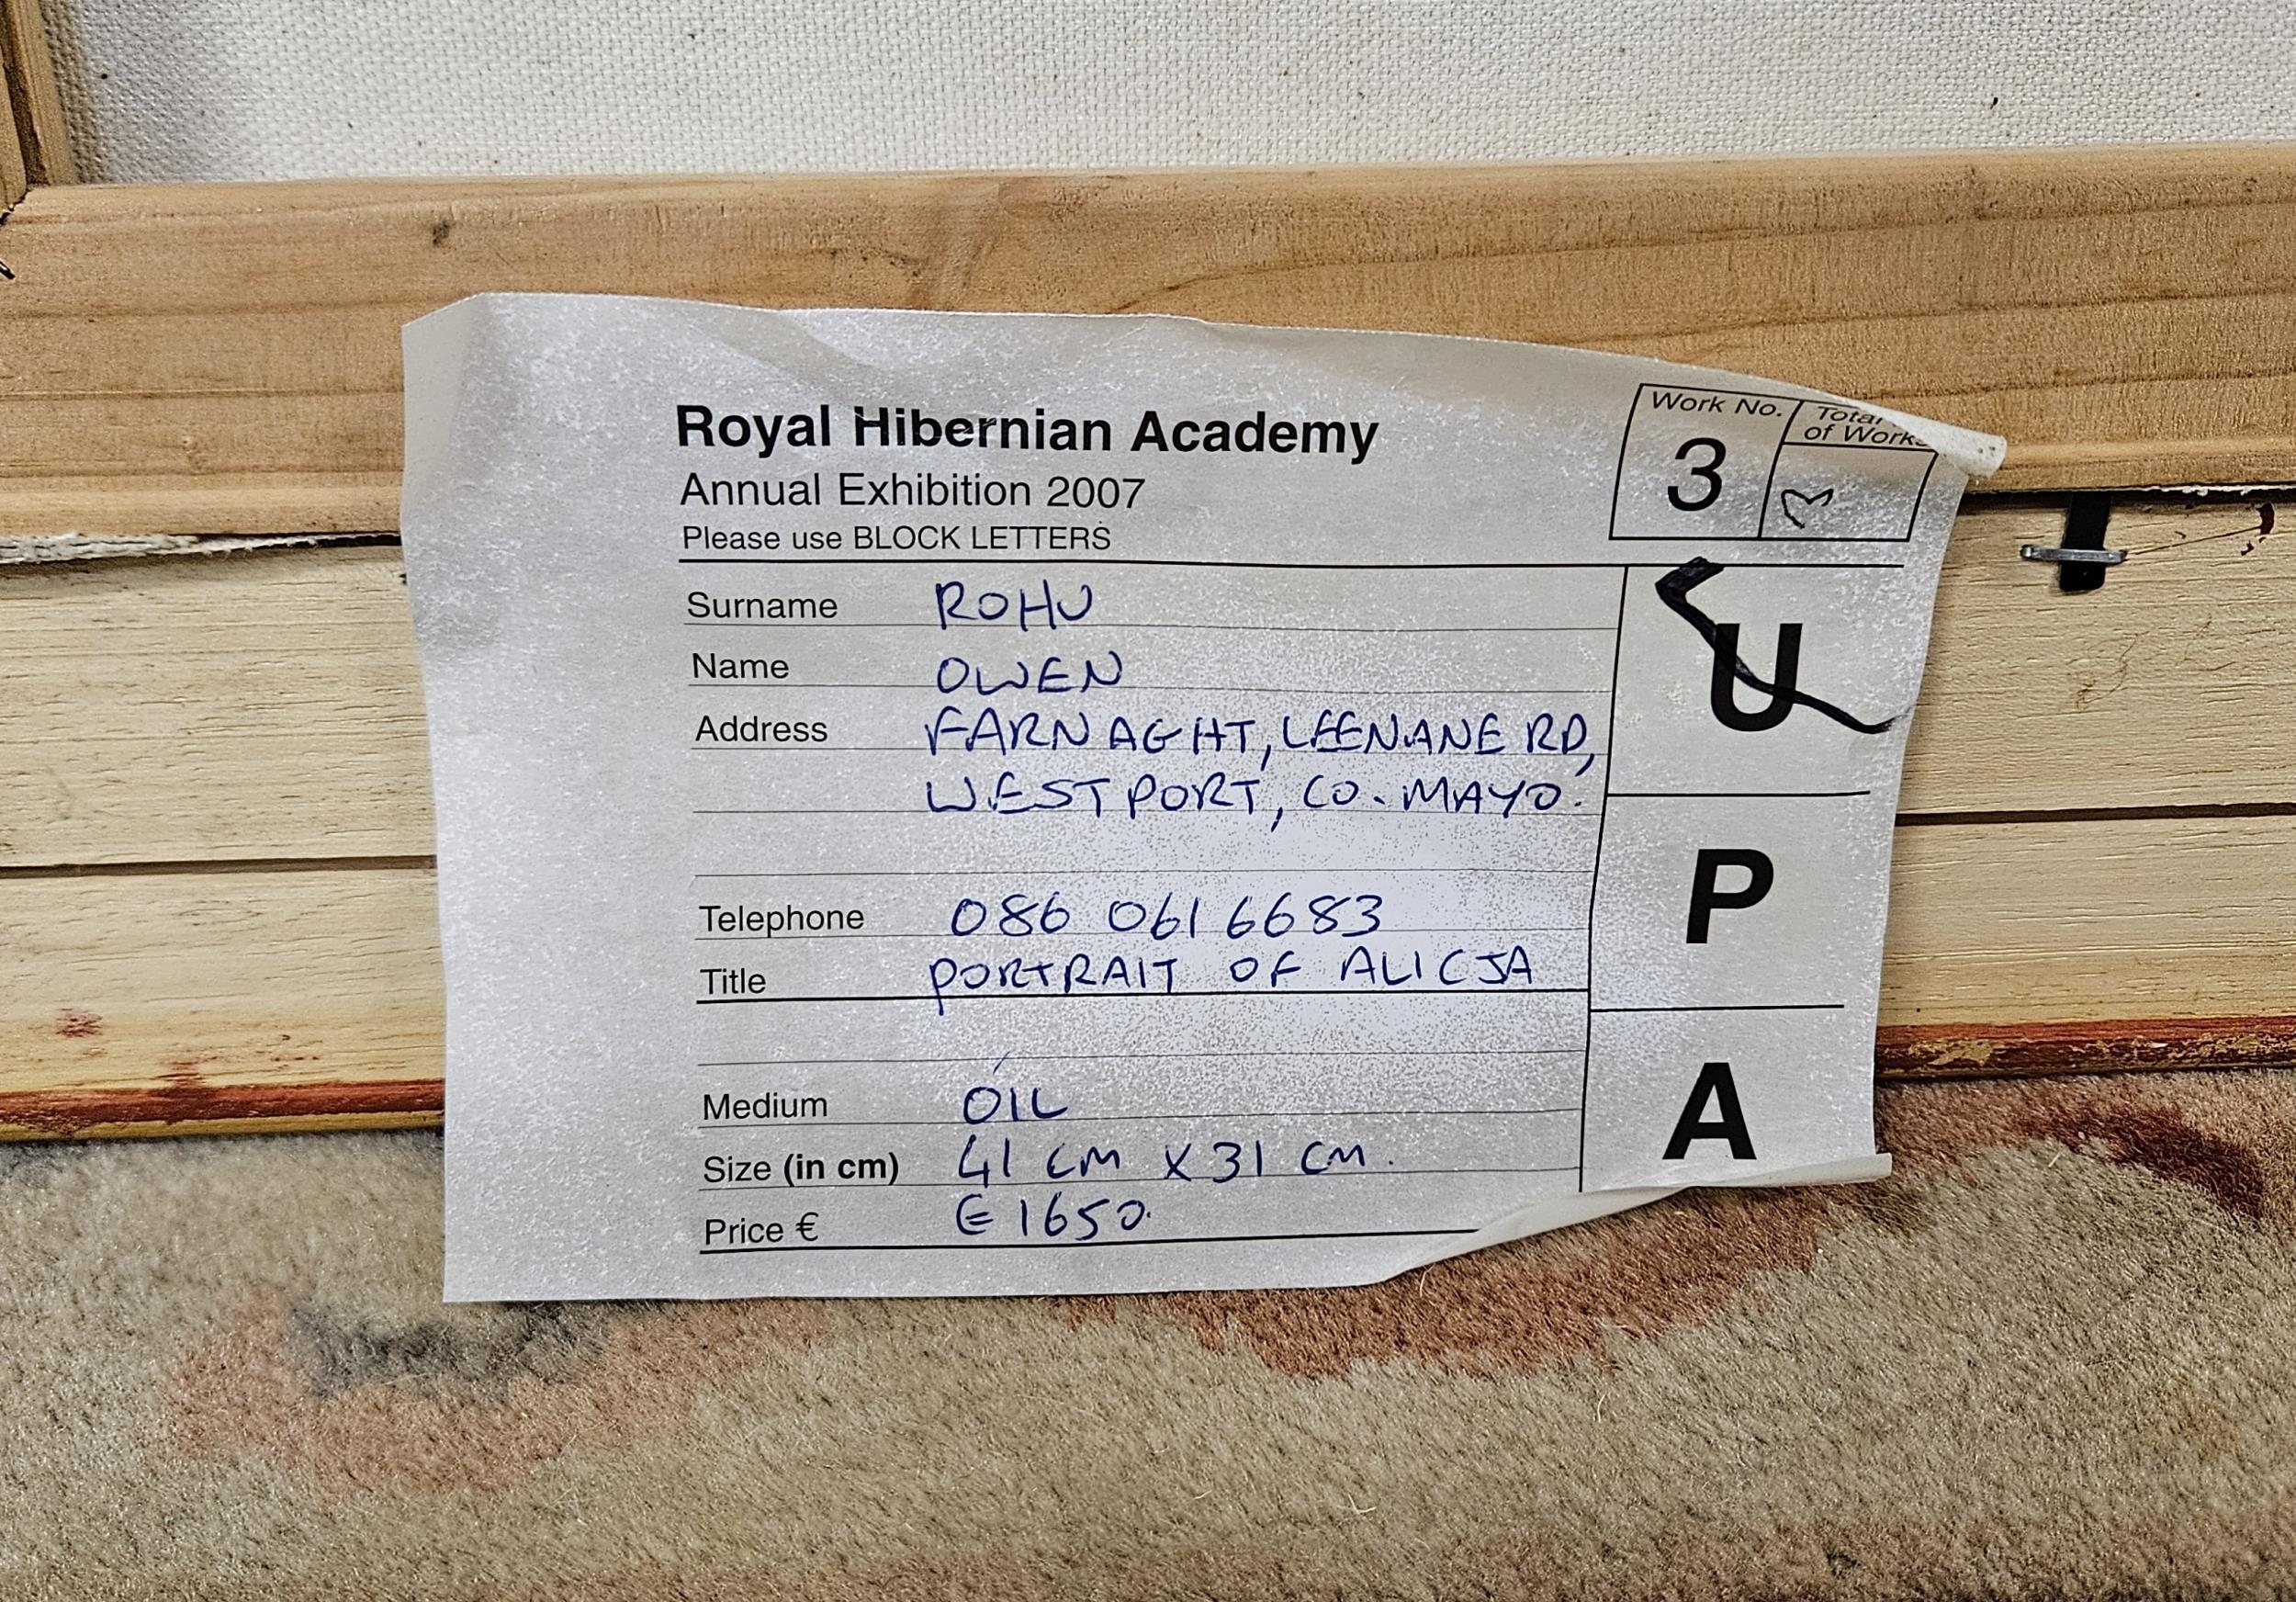 Royal Hibernian Academy
Annual Exhibition 2007
Please use BLOCK LETTERS
Work No. 3
Total of Works
Surname ROHU
Name OWEN
Address FARNAGHT, LEENANE RD,
WESTPORT, CO. MAYO.
Telephone 086 061 6683
Title PORTRAIT OF ALICJA
Medium OIL
Size (in cm) 41 CM X 31 CM.
Price € €1650.
U
P
A